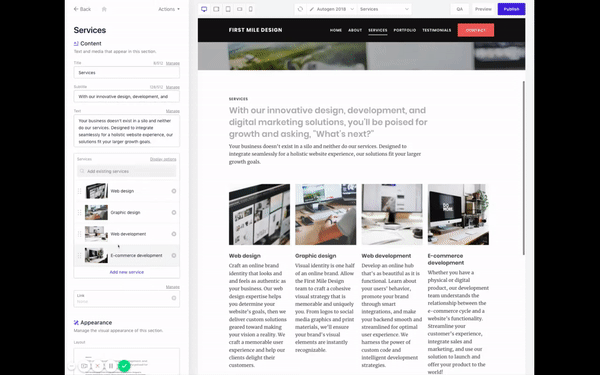 Back
Actions
Services
Content
Text and media that appear in this section.
Title
Manage
Services
Subtitle
Manage
With our innovative design, development, and
Text
Manage
Your business doesn't exist in a silo and neither
do our services. Designed to integrate
seamlessly for a holistic website experience, our
solutions fit your larger growth goals.
Services
Display options
Add existing services
Web design
Graphic design
Web development
E-commerce development
Add new service
Manage
Link
Appearance
Manage the visual appearance of this section.
Layout
Autogen 2018
Services
QA
Preview
Publish
FIRST MILE DESIGN
HOME
ABOUT
SERVICES
PORTFOLIO
TESTIMONIALS
CONTACT
SERVICES
With our innovative design, development, and
digital marketing solutions, you'll be poised for
growth and asking, "What's next?"
Your business doesn't exist in a silo and neither do our services. Designed to
integrate seamlessly for a holistic website experience, our solutions fit your larger
growth goals.
Web design
Craft an online brand
identity that looks and
and feels as authentic as
your business. Our web
design expertise helps
you determine your
website's goals, then we
deliver custom solutions
geared toward making
your vision a reality. We
craft a memorable user
experience and help our
clients delight their
customers.
Graphic design
Visual identity is one half
of an online brand. Allow
the First Mile Design
team to craft a cohesive
visual strategy that is
memorable and uniquely
you. From logos to social
media graphics and print
materials, we'll ensure
your brand's visual
elements are instantly
recognizable.
Web development
Develop an online hub
that's as beautiful as it is
functional. Learn about
your users' behavior,
promote your brand
through smart
integrations, and make
your backend smooth and
streamlined for optimal
user experience. We
harness the power of
custom code and
intelligent development
strategies.
E-commerce
development
Whether you have a
physical or digital
product, our development
team understands the
relationship between the
e-commerce cycle and a
website's functionality.
Streamline your
customer's experience,
integrate sales and
marketing, and use our
solution to launch and
offer your product to the
world!